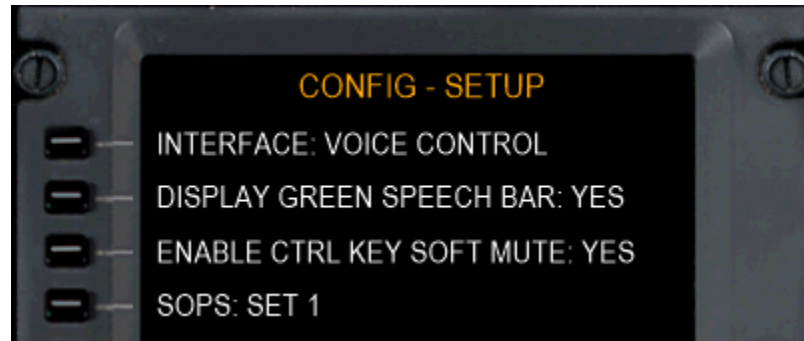 CONFIG - SETUP
INTERFACE: VOICE CONTROL
DISPLAY GREEN SPEECH BAR: YES
ENABLE CTRL KEY SOFT MUTE: YES
SOPS: SET 1